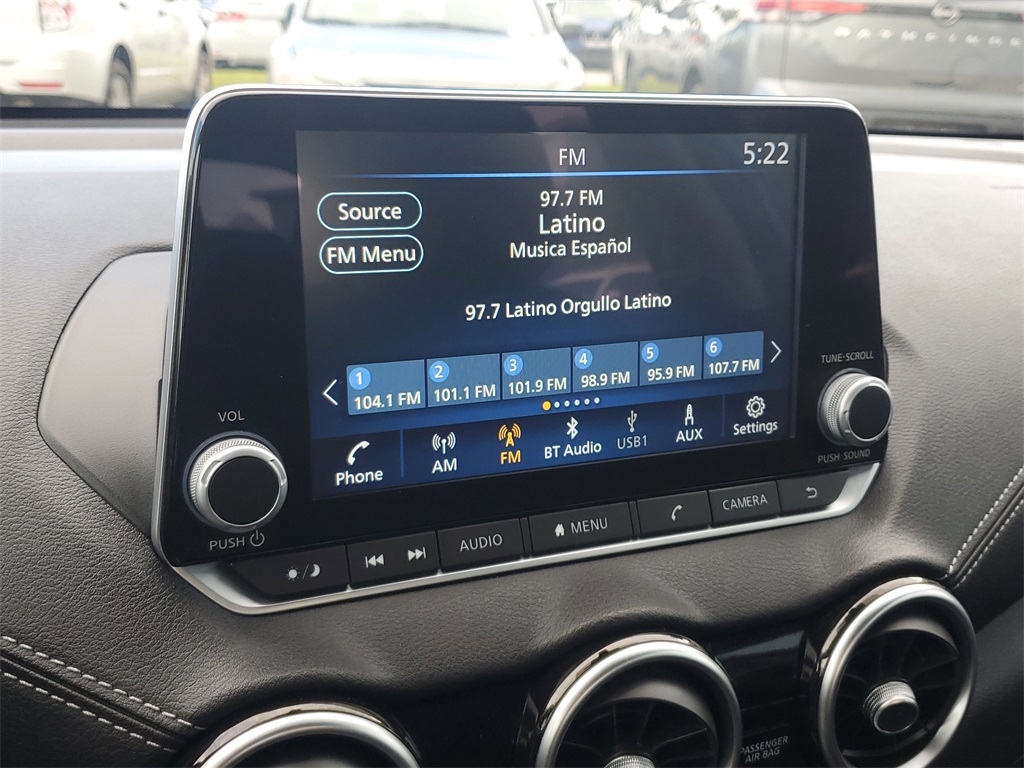 FM
5:22
Source
97.7 FM
Latino
FM Menu
Musica Español
97.7 Latino Orgullo Latino
1
104.1 FM
2
101.1 FM
3
101.9 FM
4
98.9 FM
5
95.9 FM
6
107.7 FM
Phone
AM
FM
BT Audio
USB1
AUX
Settings
VOL
PUSH
TUNE·SCROLL
PUSH SOUND
AUDIO
MENU
CAMERA
PASSENGER
AIR BAG